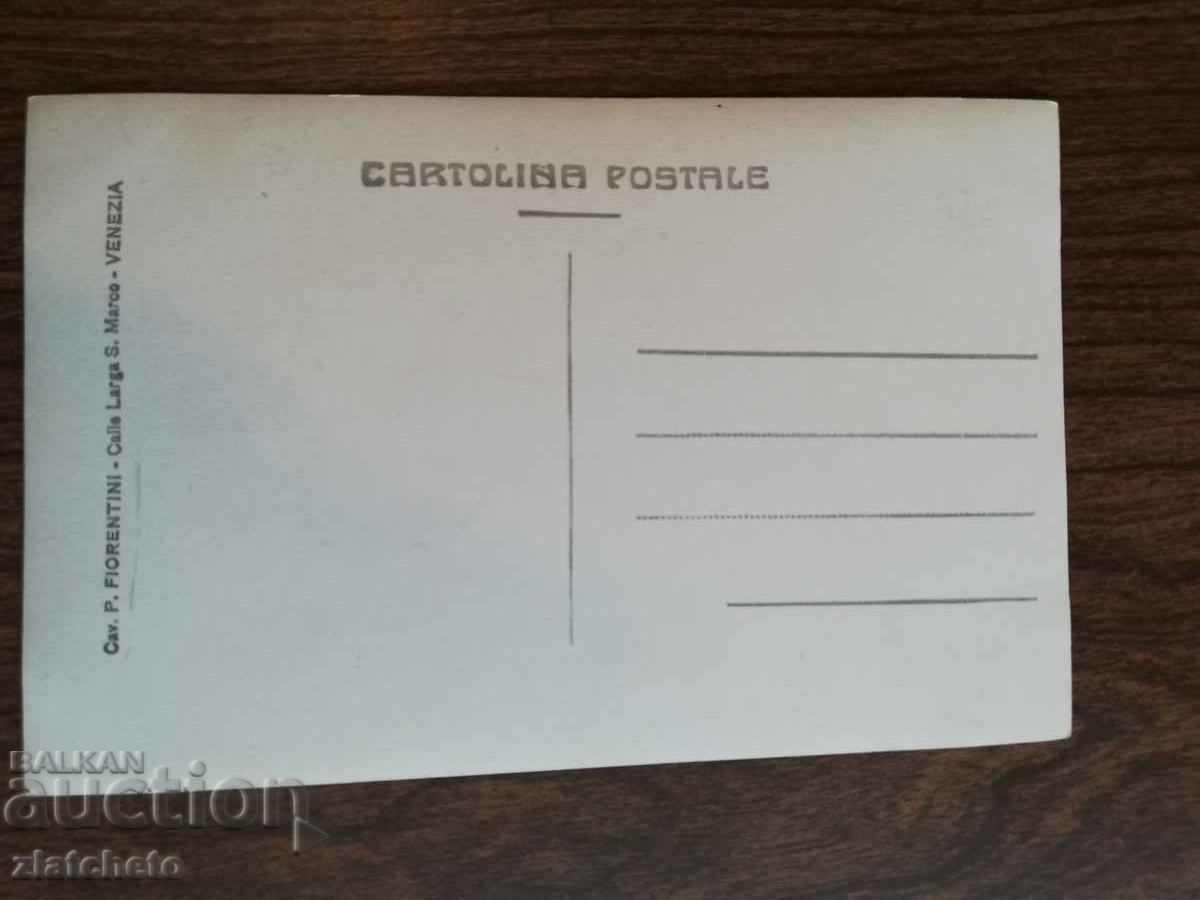 CARTOLINA POSTALE
Cav. P. FIORENTINI - Calle Larga S. Marco - VENEZIA
BALKAN
auction
zlatcheto